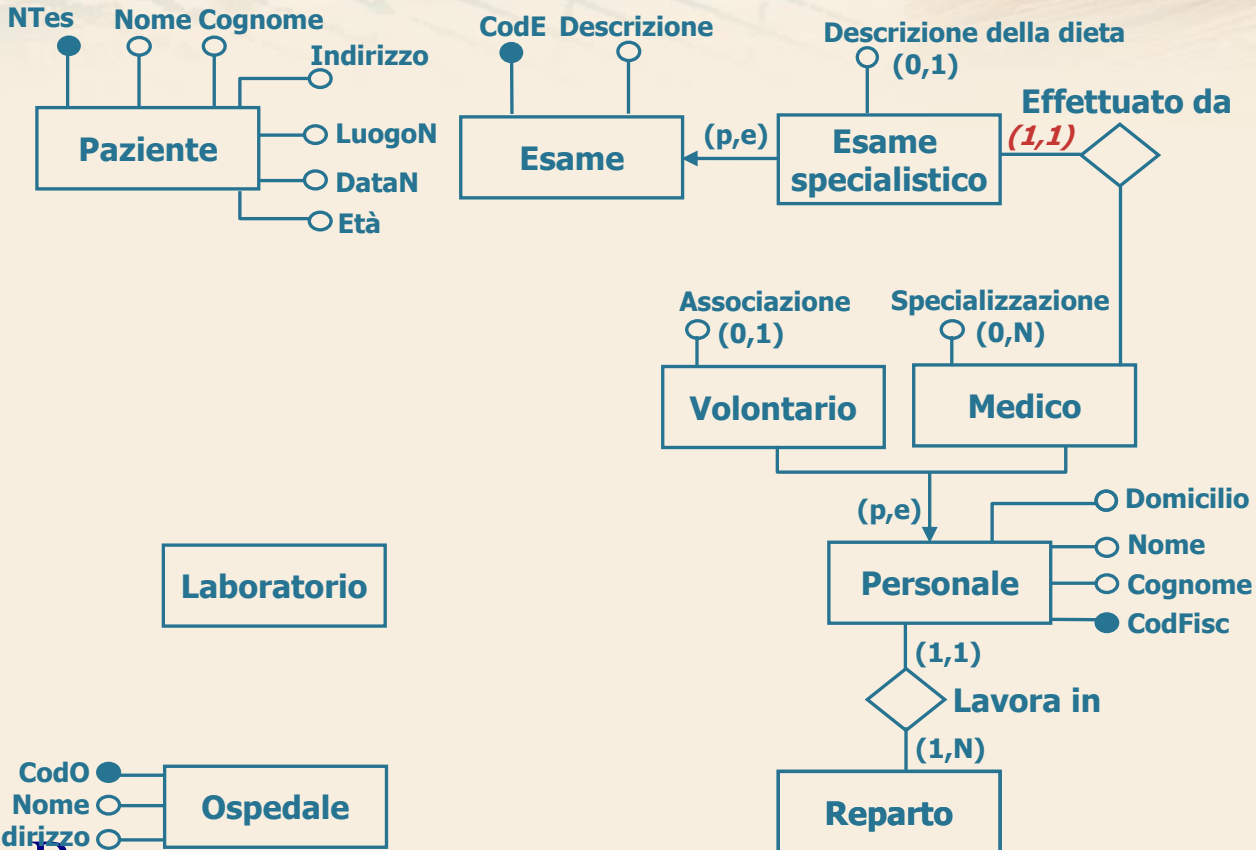 NTes
Nome Cognome
Indirizzo
LuogoN
DataN
Età
Paziente
CodE Descrizione
Esame
(p,e)
Descrizione della dieta
(0,1)
Esame
specialistico
Effettuato da
(1,1)
Associazione
(0,1)
Volontario
Specializzazione
(0,N)
Medico
(p,e)
Personale
Domicilio
Nome
Cognome
CodFisc
(1,1)
Lavora in
(1,N)
Reparto
Laboratorio
CodO
Nome
dirizzo
Ospedale